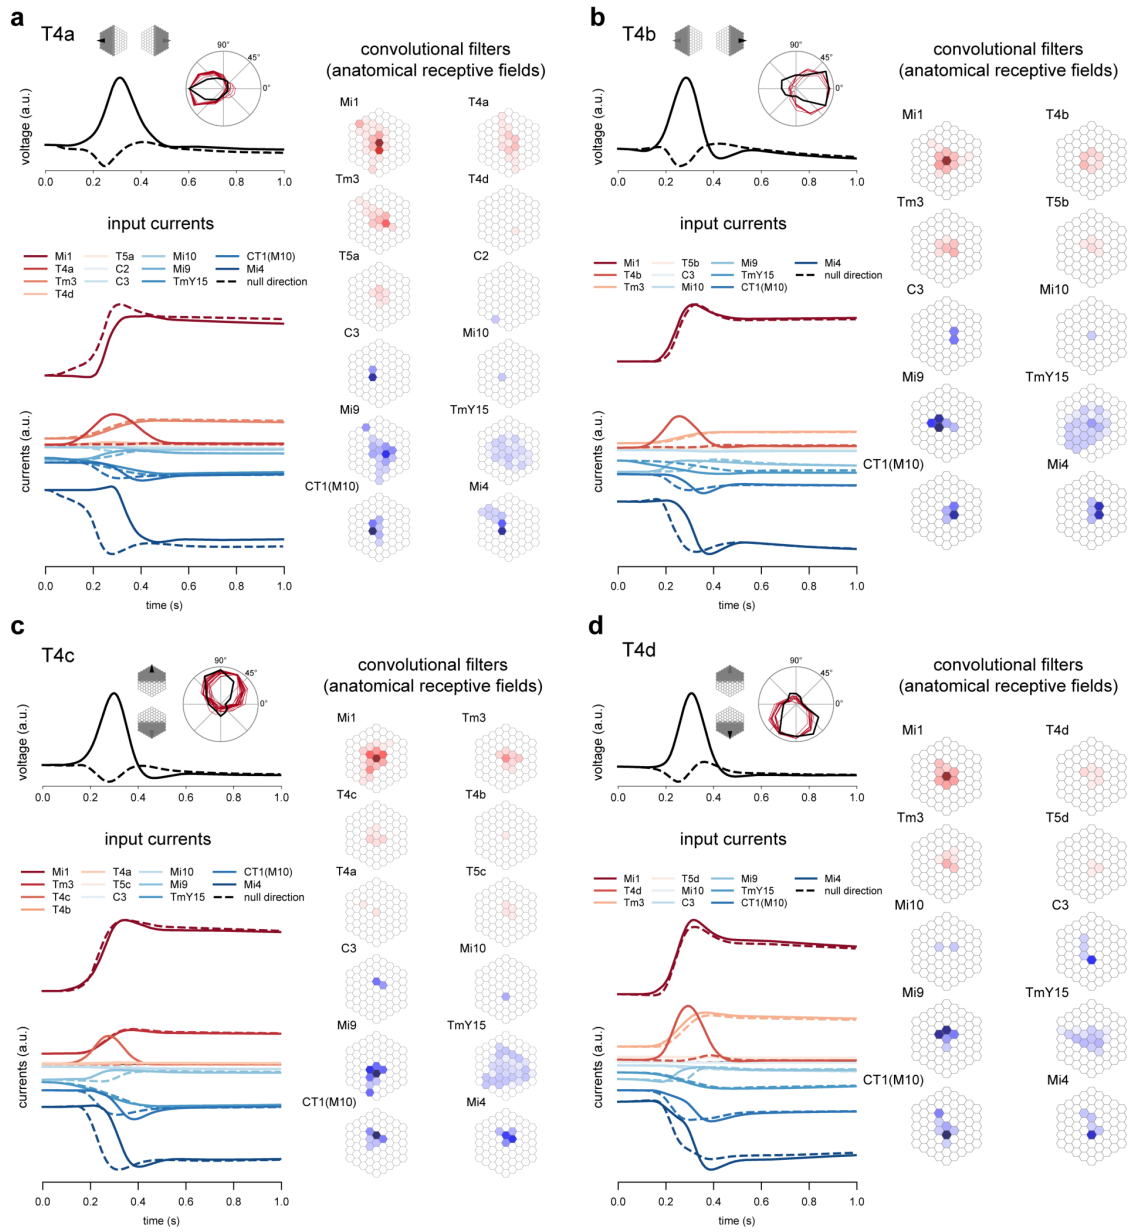 a
T4a
90°
45°
0°
voltage (a.u.)
0.0 0.2 0.4 0.6 0.8 1.0
input currents
Mi1 T5a Mi10 CT1(M10)
T4a C2 Mi9 Mi4
Tm3 C3 TmY15 null direction
T4d
currents (a.u.)
0.0 0.2 0.4 0.6 0.8 1.0
time (s)
convolutional filters
(anatomical receptive fields)
Mi1 T4a
Tm3 T4d
T5a C2
C3 Mi10
Mi9 TmY15
CT1(M10) Mi4
b
T4b
90°
45°
0°
voltage (a.u.)
0.0 0.2 0.4 0.6 0.8 1.0
input currents
Mi1 T5b Mi9 Mi4
T4b C3 TmY15 null direction
Tm3 Mi10 CT1(M10)
currents (a.u.)
0.0 0.2 0.4 0.6 0.8 1.0
time (s)
convolutional filters
(anatomical receptive fields)
Mi1 T4b
Tm3 T5b
C3 Mi10
Mi9 TmY15
CT1(M10) Mi4
c
T4c
90°
45°
0°
voltage (a.u.)
0.0 0.2 0.4 0.6 0.8 1.0
input currents
Mi1 T4a Mi10 CT1(M10)
Tm3 T5c Mi9 Mi4
T4c C3 TmY15 null direction
T4b
currents (a.u.)
0.0 0.2 0.4 0.6 0.8 1.0
time (s)
convolutional filters
(anatomical receptive fields)
Mi1 Tm3
T4c T4b
T4a T5c
C3 Mi10
Mi9 TmY15
CT1(M10) Mi4
d
T4d
90°
45°
0°
voltage (a.u.)
0.0 0.2 0.4 0.6 0.8 1.0
input currents
Mi1 T5d Mi9 Mi4
T4d Mi10 TmY15 null direction
Tm3 C3 CT1(M10)
currents (a.u.)
0.0 0.2 0.4 0.6 0.8 1.0
time (s)
convolutional filters
(anatomical receptive fields)
Mi1 T4d
Tm3 T5d
Mi10 C3
Mi9 TmY15
CT1(M10) Mi4